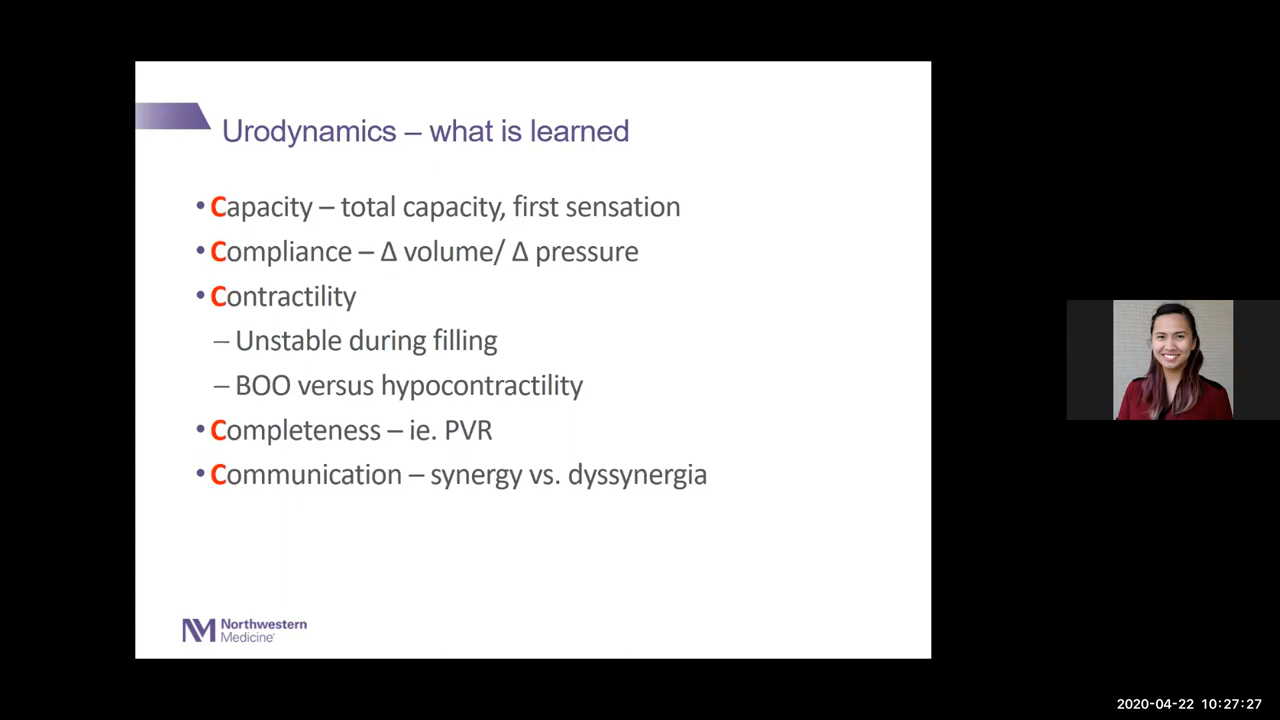 Urodynamics – what is learned
• Capacity – total capacity, first sensation
• Compliance – Δ volume/ Δ pressure
• Contractility
– Unstable during filling
– BOO versus hypocontractility
• Completeness – ie. PVR
• Communication – synergy vs. dyssynergia
NM Northwestern
Medicine®
2020-04-22 10:27:27